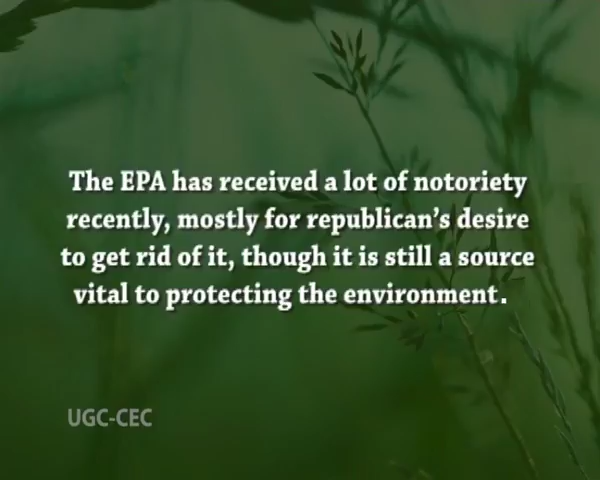 The EPA has received a lot of notoriety
recently, mostly for republican's desire
to get rid of it, though it is still a source
vital to protecting the environment.
UGC-CEC